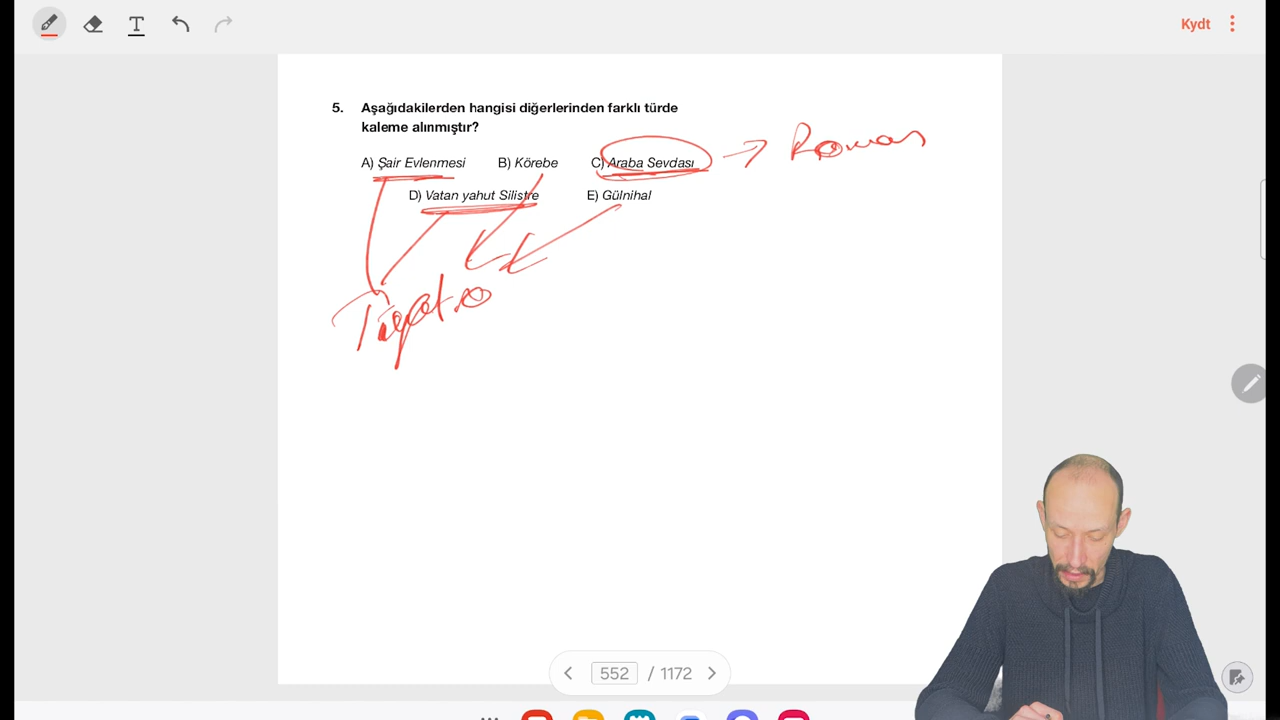 T
Kydt
5. Aşağıdakilerden hangisi diğerlerinden farklı türde
kaleme alınmıştır?
A) Şair Evlenmesi B) Körebe C) Araba Sevdası → Roman
D) Vatan yahut Silistre E) Gülnihal
Tiyatro
552 / 1172